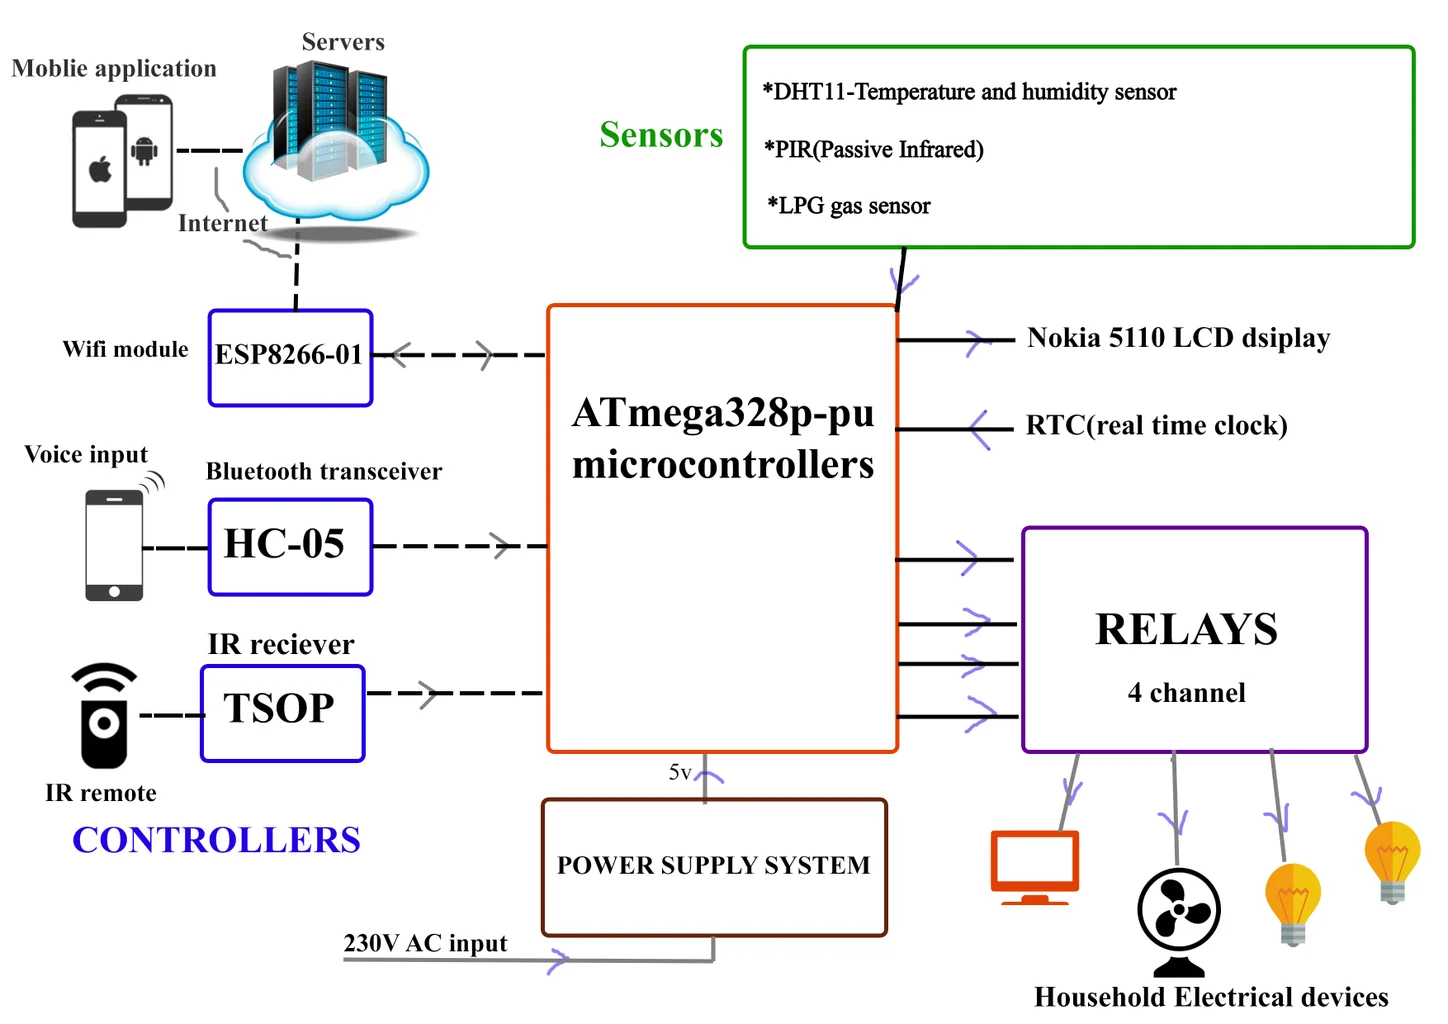 Servers
Moblie application
Internet
Sensors
*DHT11-Temperature and humidity sensor
*PIR(Passive Infrared)
*LPG gas sensor
Wifi module
ESP8266-01
Voice input
Bluetooth transceiver
HC-05
IR reciever
TSOP
IR remote
CONTROLLERS
ATmega328p-pu
microcontrollers
Nokia 5110 LCD dsiplay
RTC(real time clock)
RELAYS
4 channel
5v
POWER SUPPLY SYSTEM
230V AC input
Household Electrical devices